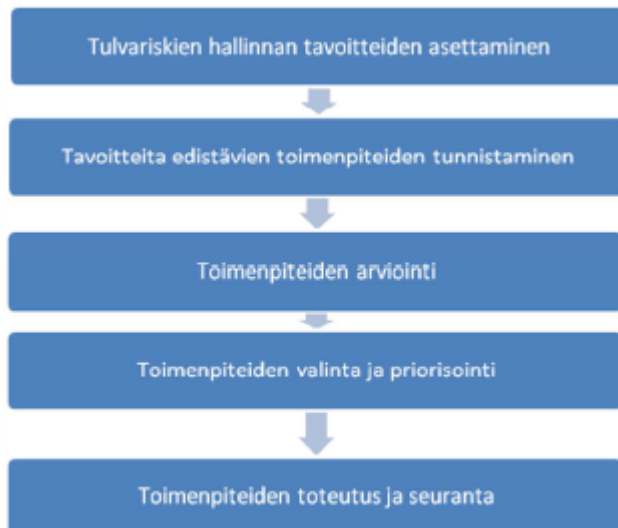 Tulvariskien hallinnan tavoitteiden asettaminen
Tavoitteita edistävien toimenpiteiden tunnistaminen
Toimenpiteiden arviointi
Toimenpiteiden valinta ja priorisointi
Toimenpiteiden toteutus ja seuranta